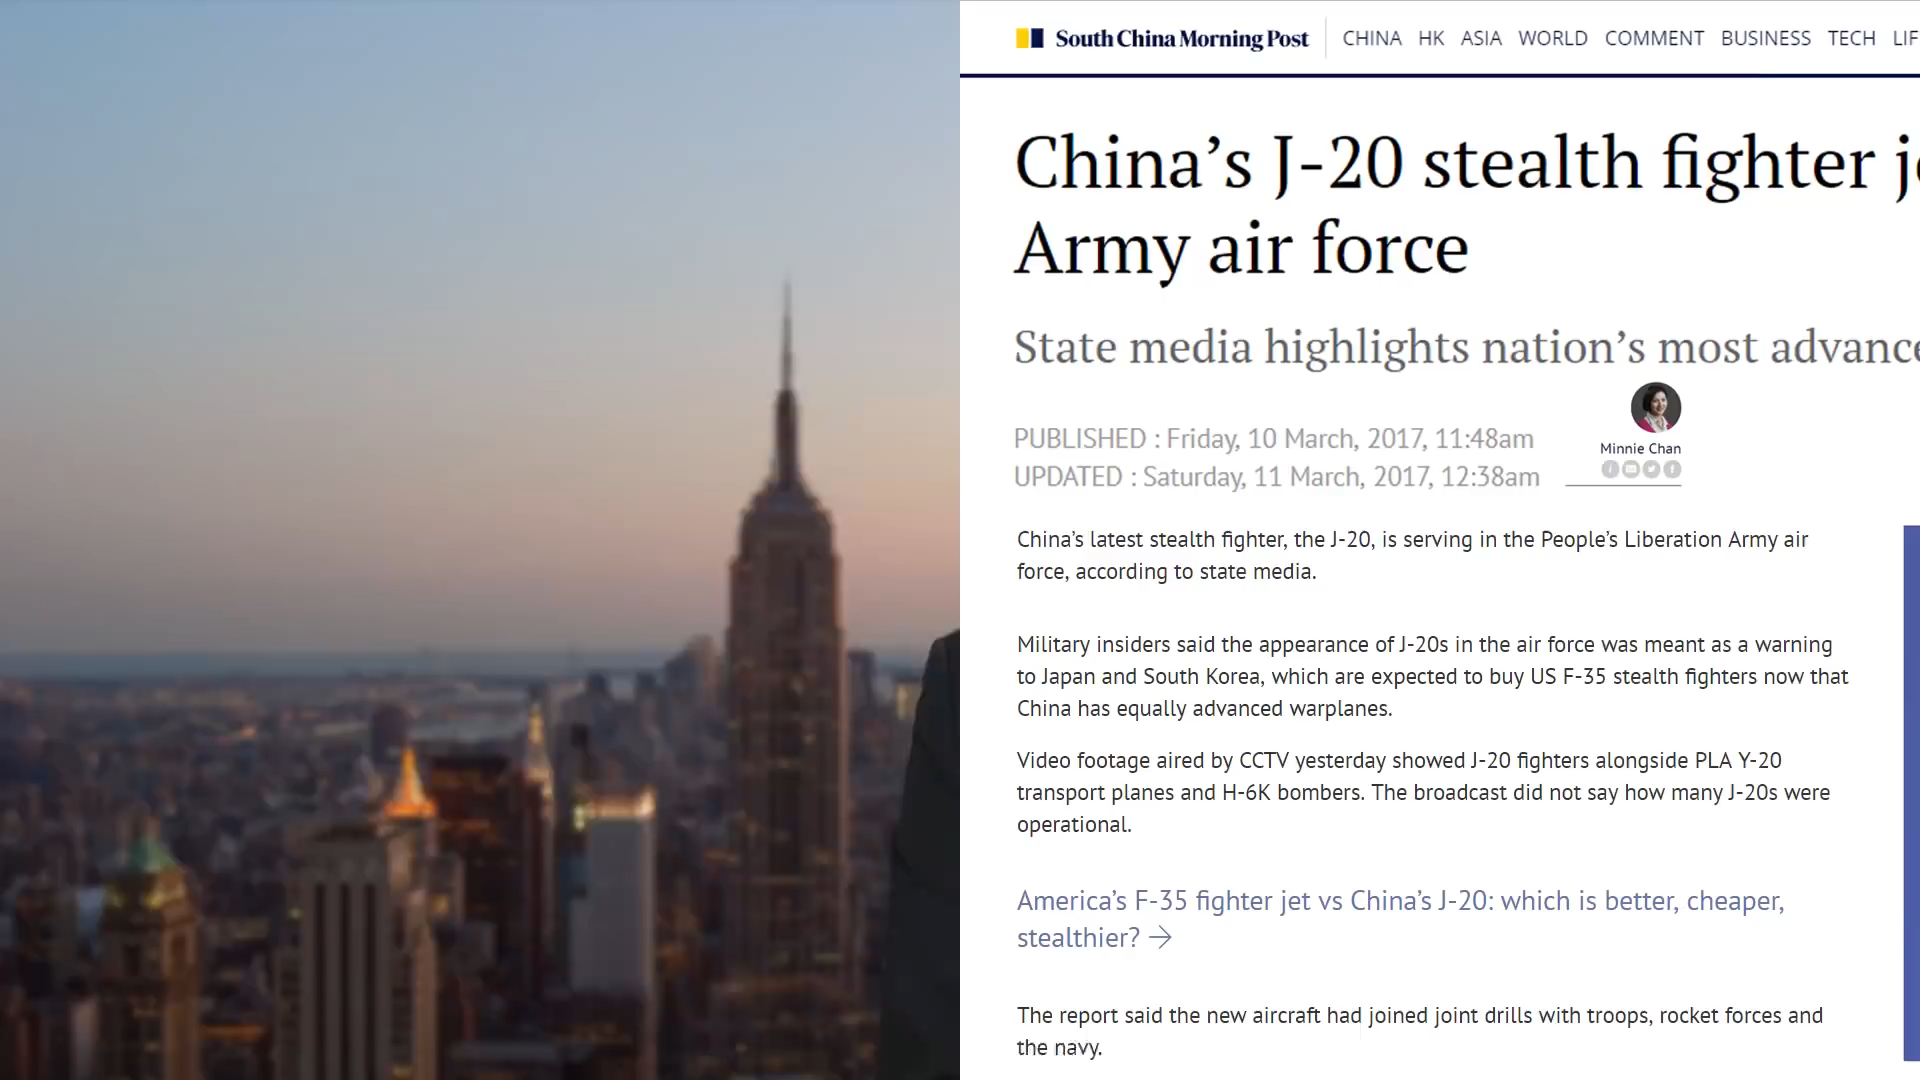 South China Morning Post
CHINA HK ASIA WORLD COMMENT BUSINESS TECH
China’s J-20 stealth fighter
Army air force
State media highlights nation’s most
PUBLISHED : Friday, 10 March, 2017, 11:48am
UPDATED : Saturday, 11 March, 2017, 12:38am
Minnie Chan
China’s latest stealth fighter, the J-20, is serving in the People’s Liberation Army air
force, according to state media.
Military insiders said the appearance of J-20s in the air force was meant as a warning
to Japan and South Korea, which are expected to buy US F-35 stealth fighters now that
China has equally advanced warplanes.
Video footage aired by CCTV yesterday showed J-20 fighters alongside PLA Y-20
transport planes and H-6K bombers. The broadcast did not say how many J-20s were
operational.
America’s F-35 fighter jet vs China’s J-20: which is better, cheaper,
stealthier? →
The report said the new aircraft had joined joint drills with troops, rocket forces and
the navy.